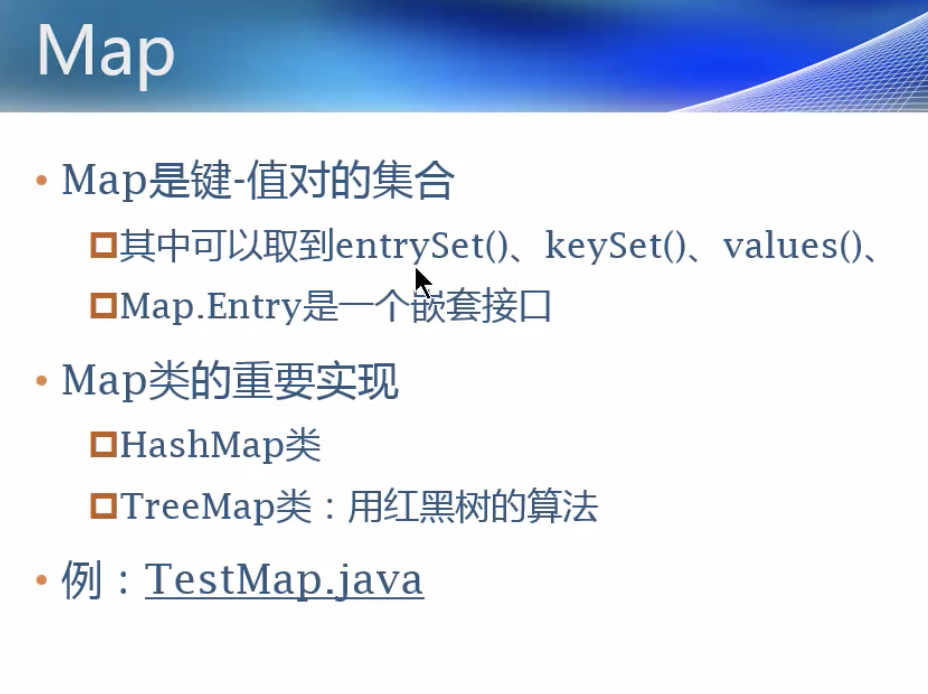 Map
Map是键-值对的集合
其中可以取到entrySet()、keySet()、values()、
Map.Entry是一个嵌套接口
Map类的重要实现
HashMap类
TreeMap类：用红黑树的算法
例：TestMap.java